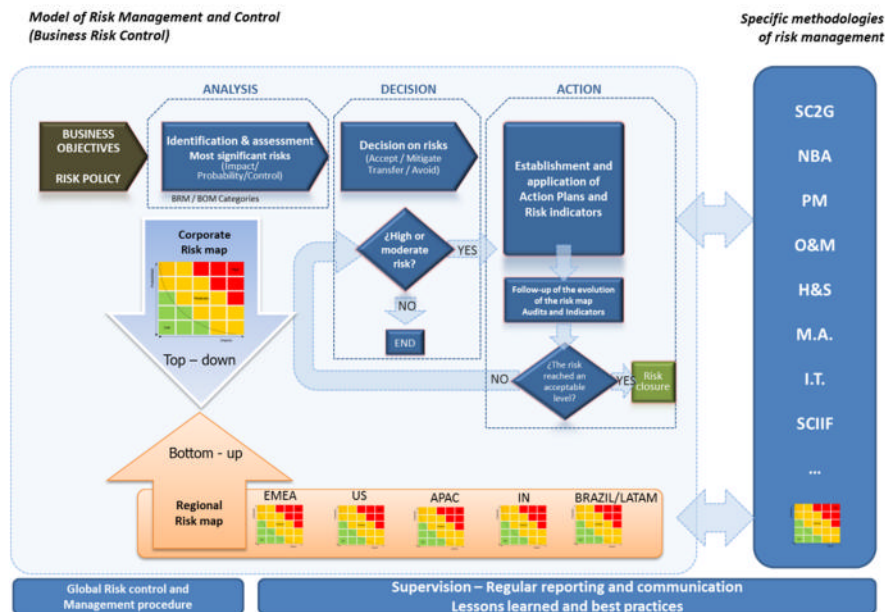 Model of Risk Management and Control
(Business Risk Control)
Specific methodologies
of risk management
ANALYSIS
DECISION
ACTION
BUSINESS
OBJECTIVES
RISK POLICY
Identification & assessment
Most significant risks
(Impact/
Probability/Control)
BRM / BOM Categories
Decision on risks
(Accept / Mitigate
Transfer / Avoid)
Establishment and
application of
Action Plans and
Risk Indicators
Corporate
Risk map
Top – down
¿High or
moderate
risk?
YES
NO
END
Follow-up of the evolution
of the risk map
Audits and Indicators
¿The risk
reached an
acceptable
level?
NO
YES
Risk
closure
Bottom - up
Regional
Risk map
EMEA
US
APAC
IN
BRAZIL/LATAM
SC2G
NBA
PM
O&M
H&S
M.A.
I.T.
SCIIF
...
Global Risk control and
Management procedure
Supervision – Regular reporting and communication
Lessons learned and best practices